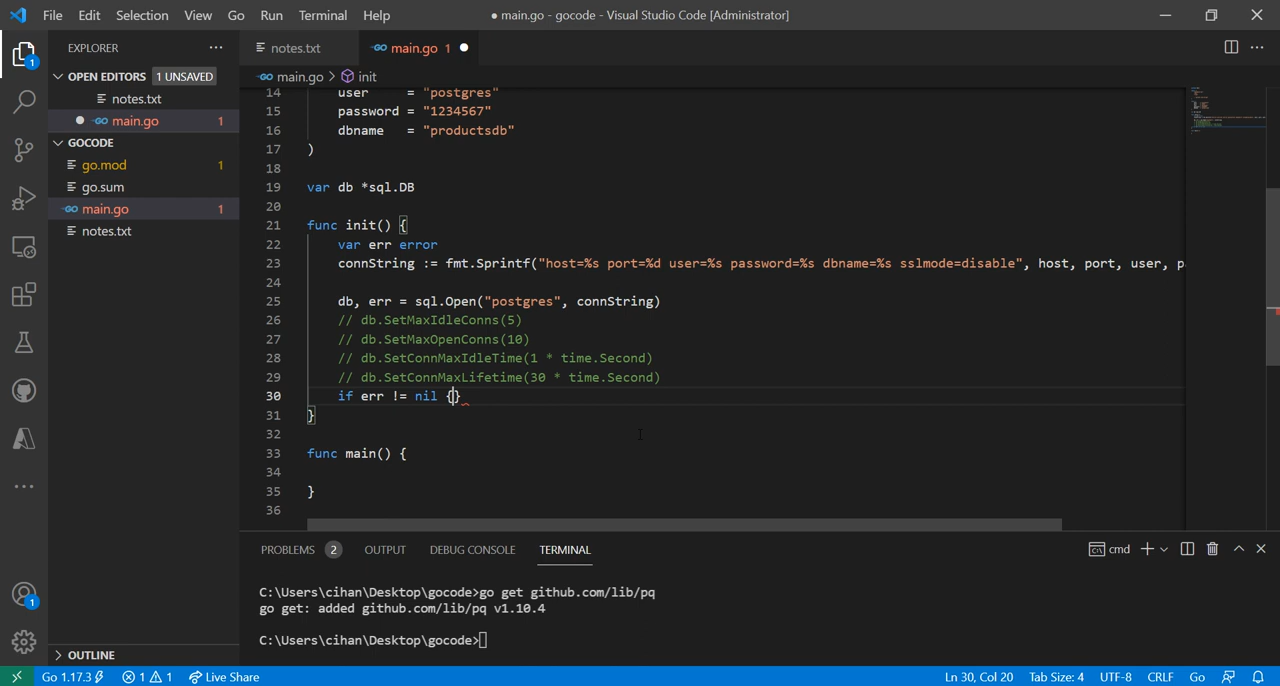 File Edit Selection View Go Run Terminal Help
● main.go - gocode - Visual Studio Code [Administrator]
EXPLORER
notes.txt
main.go 1
OPEN EDITORS 1 UNSAVED
main.go > init
notes.txt
main.go 1
GOCODE
go.mod 1
go.sum
main.go 1
notes.txt
14 user = "postgres"
15 password = "1234567"
16 dbname = "productsdb"
17 )
18
19 var db *sql.DB
20
21 func init() {
22 var err error
23 connString := fmt.Sprintf("host=%s port=%d user=%s password=%s dbname=%s sslmode=disable", host, port, user, p
24
25 db, err = sql.Open("postgres", connString)
26 // db.SetMaxIdleConns(5)
27 // db.SetMaxOpenConns(10)
28 // db.SetConnMaxIdleTime(1 * time.Second)
29 // db.SetConnMaxLifetime(30 * time.Second)
30 if err != nil {}
31 }
32
33 func main() {
34
35 }
36
PROBLEMS 2 OUTPUT DEBUG CONSOLE TERMINAL
cmd
C:\Users\cihan\Desktop\gocode>go get github.com/lib/pq
go get: added github.com/lib/pq v1.10.4
C:\Users\cihan\Desktop\gocode>
1
1
OUTLINE
Go 1.17.3 1 1 Live Share
Ln 30, Col 20 Tab Size: 4 UTF-8 CRLF Go